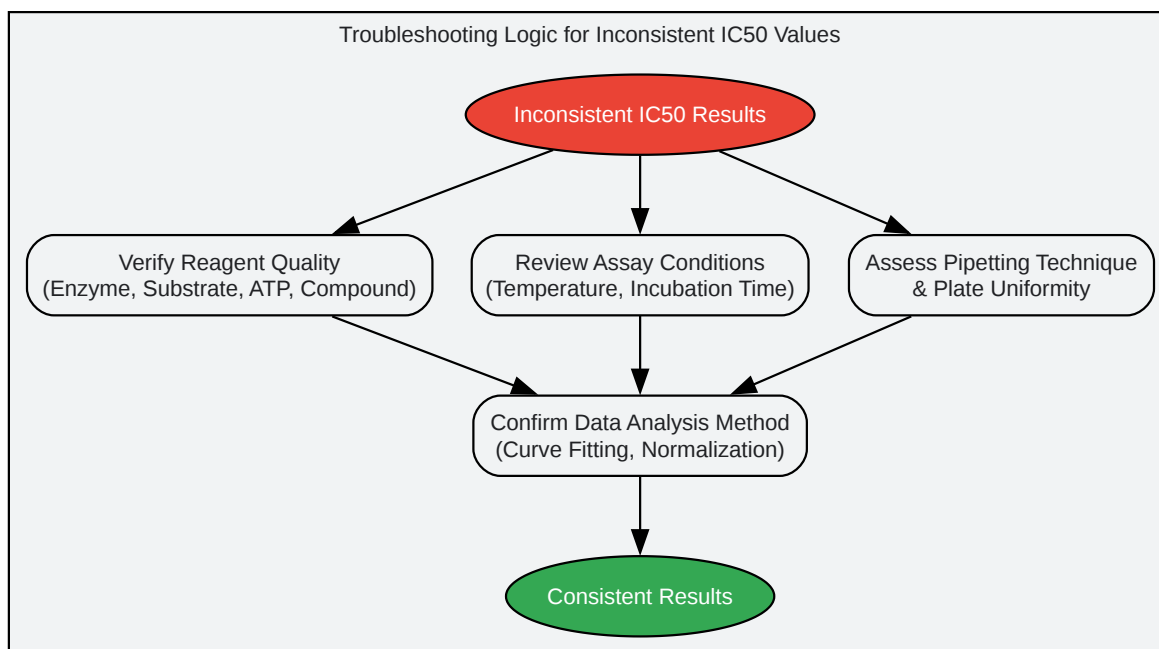 Troubleshooting Logic for Inconsistent IC50 Values
Inconsistent IC50 Results
Verify Reagent Quality
(Enzyme, Substrate, ATP, Compound)
Review Assay Conditions
(Temperature, Incubation Time)
Assess Pipetting Technique
& Plate Uniformity
Confirm Data Analysis Method
(Curve Fitting, Normalization)
Consistent Results